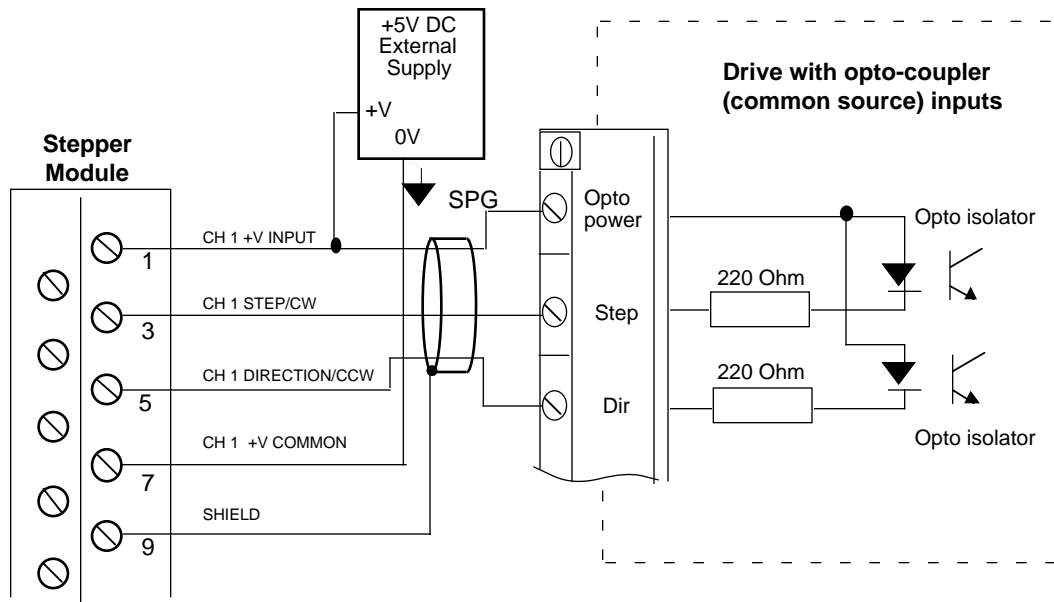 +5V DC
External
Supply
+V
0V
Drive with opto-coupler
(common source) inputs
Stepper
Module
SPG
Opto
power
Opto isolator
CH 1 +V INPUT
1
220 Ohm
CH 1 STEP/CW
3
Step
CH 1 DIRECTION/CCW
5
220 Ohm
Dir
Opto isolator
CH 1 +V COMMON
7
SHIELD
9